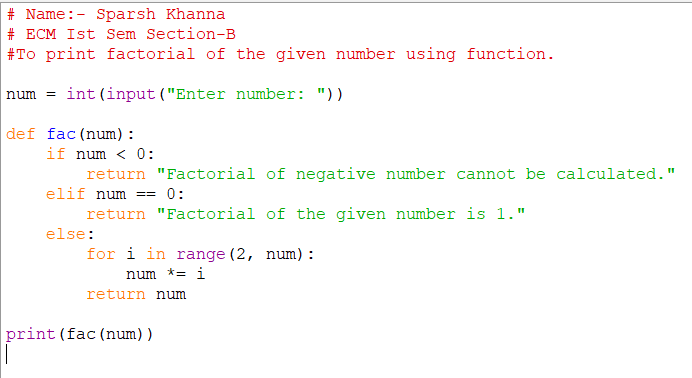 # Name:- Sparsh Khanna
# ECM Ist Sem Section-B
#To print factorial of the given number using function.

num = int(input("Enter number: "))

def fac(num):
    if num < 0:
        return "Factorial of negative number cannot be calculated."
    elif num == 0:
        return "Factorial of the given number is 1."
    else:
        for i in range(2, num):
            num *= i
        return num

print(fac(num))